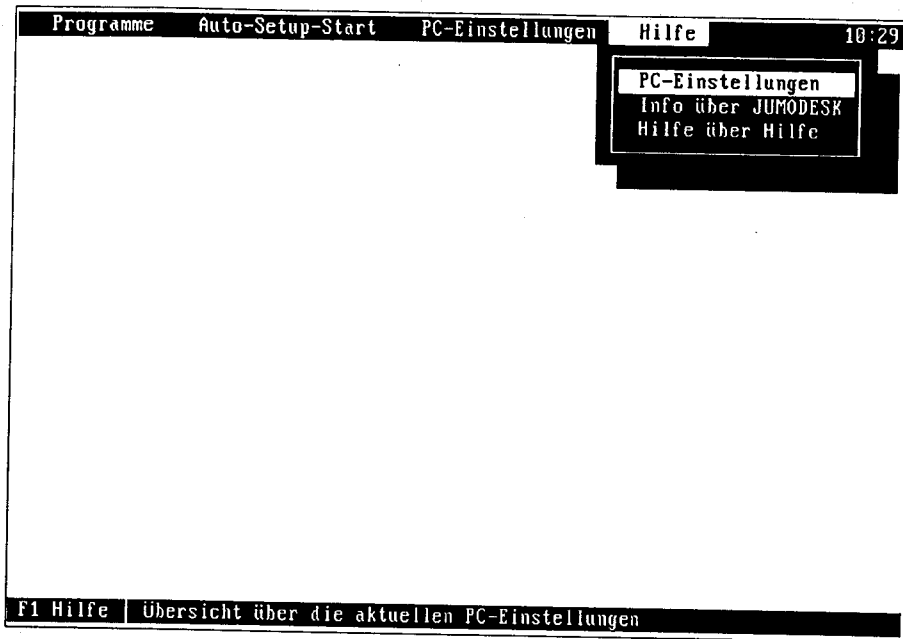 Programme Auto-Setup-Start PC-Einstellungen Hilfe 10:29
PC-Einstellungen
Info über JUMODESK
Hilfe über Hilfe
F1 Hilfe Übersicht über die aktuellen PC-Einstellungen